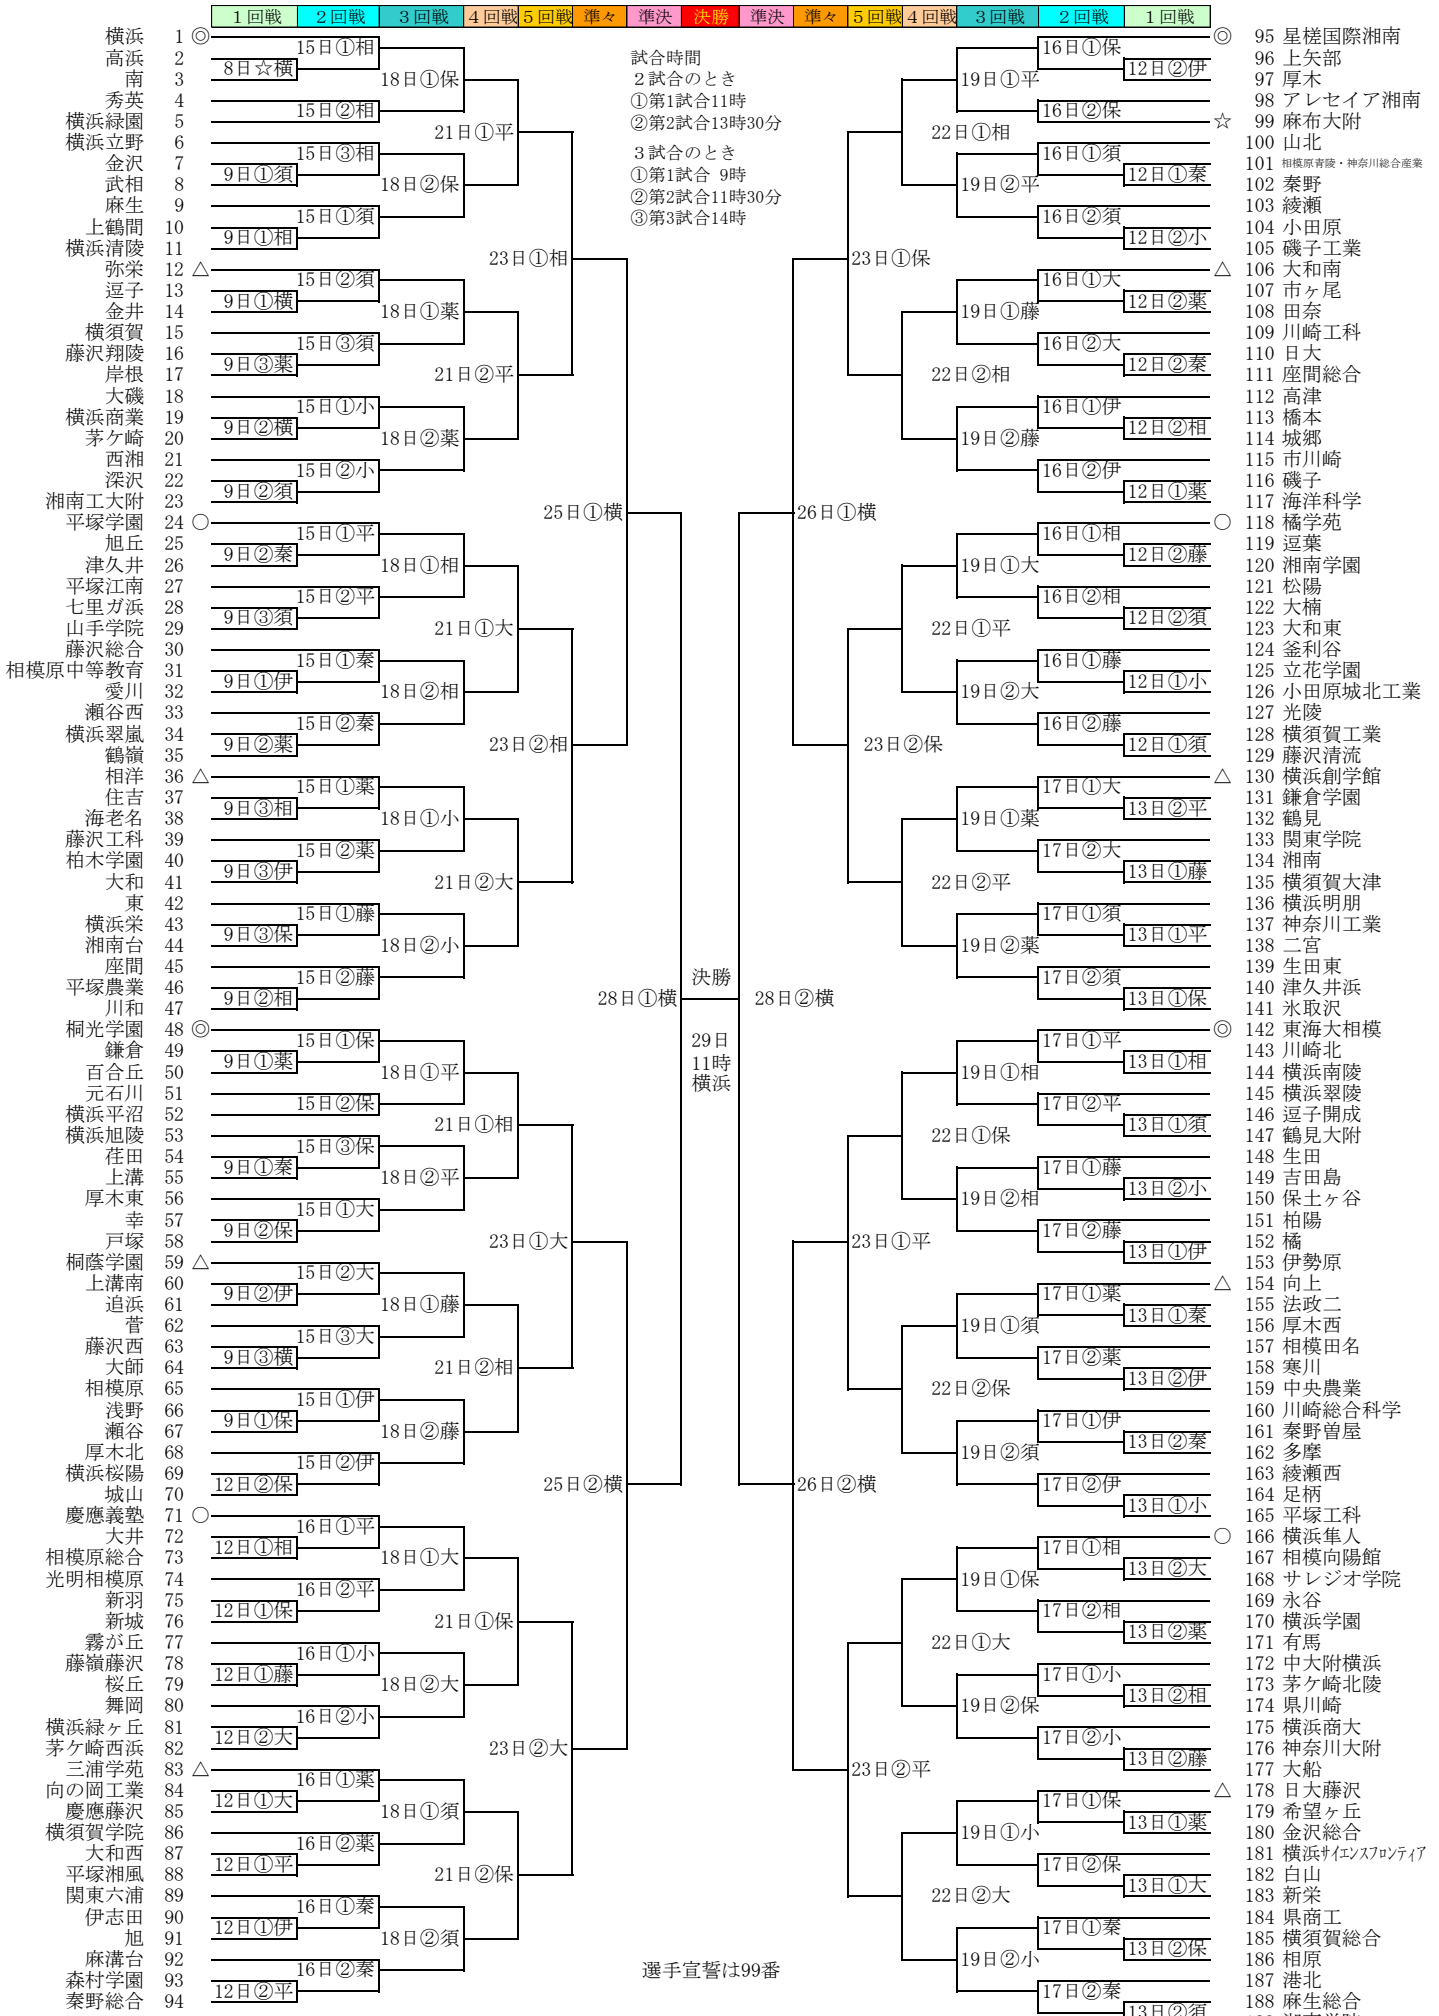 1回戦 2回戦 3回戦 4回戦 5回戦 準々 準決 決勝 準決 準々 5回戦 4回戦 3回戦 2回戦 1回戦
試合時間
2試合のとき
①第1試合11時
②第2試合13時30分
3試合のとき
①第1試合 9時
②第2試合11時30分
③第3試合14時
横浜 1 ◎
高浜 2
南 3
秀英 4
横浜緑園 5
横浜立野 6
金沢 7
武相 8
麻生 9
上鶴間 10
横浜清陵 11
弥栄 12 △
逗子 13
金井 14
横須賀 15
藤沢翔陵 16
岸根 17
大磯 18
横浜商業 19
茅ケ崎 20
西湘 21
深沢 22
湘南工大附 23
平塚学園 24 ○
旭丘 25
津久井 26
平塚江南 27
七里ガ浜 28
山手学院 29
藤沢総合 30
相模原中等教育 31
愛川 32
瀬谷西 33
横浜翠嵐 34
鶴嶺 35
相洋 36 △
住吉 37
海老名 38
藤沢工科 39
柏木学園 40
大和 41
東 42
横浜栄 43
湘南台 44
座間 45
平塚農業 46
川和 47
桐光学園 48 ◎
鎌倉 49
百合丘 50
元石川 51
横浜平沼 52
横浜旭陵 53
荏田 54
上溝 55
厚木東 56
幸 57
戸塚 58
桐蔭学園 59 △
上溝南 60
追浜 61
菅 62
藤沢西 63
大師 64
相模原 65
浅野 66
瀬谷 67
厚木北 68
横浜桜陽 69
城山 70
慶應義塾 71 ○
大井 72
相模原総合 73
光明相模原 74
新羽 75
新城 76
霧が丘 77
藤嶺藤沢 78
桜丘 79
舞岡 80
横浜緑ヶ丘 81
茅ケ崎西浜 82
三浦学苑 83 △
向の岡工業 84
慶應藤沢 85
横須賀学院 86
大和西 87
平塚湘風 88
関東六浦 89
伊志田 90
旭 91
麻溝台 92
森村学園 93
秦野総合 94
8日☆横
9日①須
9日①相
9日①横
9日③薬
9日②横
9日②須
9日②秦
9日③須
9日①伊
9日②薬
9日③相
9日③伊
9日③保
9日②相
9日①薬
9日①秦
9日②保
9日②伊
9日③横
9日①保
12日②保
12日①相
12日①保
12日①藤
12日②大
12日①大
12日①平
12日①伊
12日②平
15日①相
15日②相
15日③相
15日①須
15日②須
15日③須
15日①小
15日②小
15日①平
15日②平
15日①秦
15日②秦
15日①薬
15日②薬
15日①藤
15日②藤
15日①保
15日②保
15日③保
15日①大
15日②大
15日③大
15日①伊
15日②伊
16日①平
16日②平
16日①小
16日②小
16日①薬
16日②薬
16日①秦
16日②秦
18日①保
18日②保
18日①薬
18日②薬
18日①相
18日②相
18日①小
18日②小
18日①平
18日②平
18日①藤
18日②藤
18日①大
18日②大
18日①須
18日②須
21日①平
21日②平
21日①大
21日②大
21日①相
21日②相
21日①保
21日②保
23日①相
23日②相
23日①大
23日②大
25日①横
25日②横
28日①横
決勝
29日
11時
横浜
28日②横
26日①横
26日②横
23日①保
23日②保
23日①平
23日②平
22日①相
22日②相
22日①平
22日②平
22日①保
22日②保
22日①大
22日②大
19日①平
19日②平
19日①藤
19日②藤
19日①大
19日②大
19日①薬
19日②薬
19日①相
19日②相
19日①須
19日②須
19日①保
19日②保
19日①小
19日②小
16日①保
16日②保
16日①須
16日②須
16日①大
16日②大
16日①伊
16日②伊
16日①相
16日②相
16日①藤
16日②藤
17日①大
17日②大
17日①須
17日②須
17日①平
17日②平
17日①藤
17日②藤
17日①薬
17日②薬
17日①伊
17日②伊
17日①相
17日②相
17日①小
17日②小
17日①保
17日②保
17日①秦
17日②秦
12日②伊
12日①秦
12日②小
12日②薬
12日②秦
12日②相
12日①薬
12日②藤
12日②須
12日①小
12日①須
13日②平
13日①藤
13日①平
13日①保
13日①相
13日①須
13日②小
13日①伊
13日①秦
13日②伊
13日②秦
13日①小
13日②大
13日②薬
13日②相
13日②藤
13日①薬
13日①大
13日②保
13日②須
◎ 95 星槎国際湘南
96 上矢部
97 厚木
98 アレセイア湘南
☆ 99 麻布大附
100 山北
101 相模原青陵・神奈川総合産業
102 秦野
103 綾瀬
104 小田原
105 磯子工業
△ 106 大和南
107 市ヶ尾
108 田奈
109 川崎工科
110 日大
111 座間総合
112 高津
113 橋本
114 城郷
115 市川崎
116 磯子
117 海洋科学
○ 118 橘学苑
119 逗葉
120 湘南学園
121 松陽
122 大楠
123 大和東
124 釜利谷
125 立花学園
126 小田原城北工業
127 光陵
128 横須賀工業
129 藤沢清流
△ 130 横浜創学館
131 鎌倉学園
132 鶴見
133 関東学院
134 湘南
135 横須賀大津
136 横浜明朋
137 神奈川工業
138 二宮
139 生田東
140 津久井浜
141 氷取沢
◎ 142 東海大相模
143 川崎北
144 横浜南陵
145 横浜翠陵
146 逗子開成
147 鶴見大附
148 生田
149 吉田島
150 保土ヶ谷
151 柏陽
152 橘
153 伊勢原
△ 154 向上
155 法政二
156 厚木西
157 相模田名
158 寒川
159 中央農業
160 川崎総合科学
161 秦野曽屋
162 多摩
163 綾瀬西
164 足柄
165 平塚工科
○ 166 横浜隼人
167 相模向陽館
168 サレジオ学院
169 永谷
170 横浜学園
171 有馬
172 中大附横浜
173 茅ケ崎北陵
174 県川崎
175 横浜商大
176 神奈川大附
177 大船
△ 178 日大藤沢
179 希望ヶ丘
180 金沢総合
181 横浜ｻｲｴﾝｽﾌﾛﾝﾃｨｱ
182 白山
183 新栄
184 県商工
185 横須賀総合
186 相原
187 港北
188 麻生総合
選手宣誓は99番